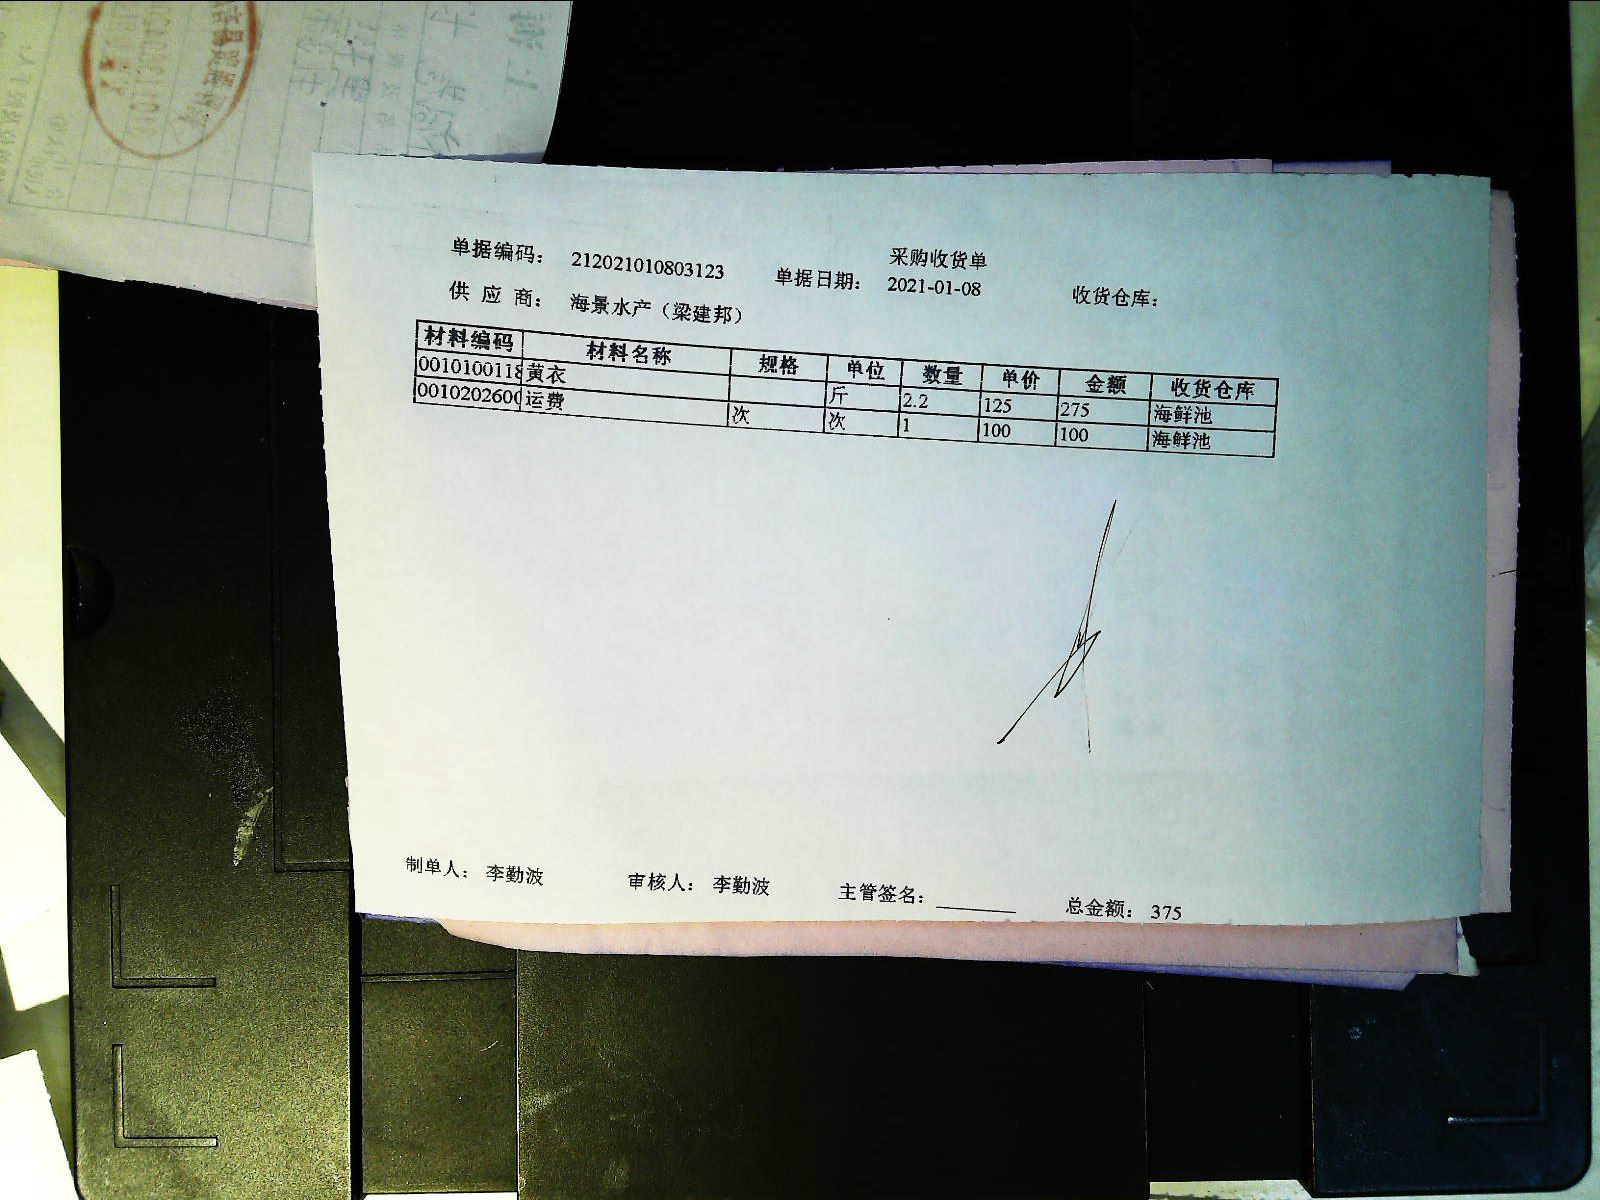 采购收货单
单据编码： 212021010803123 单据日期： 2021-01-08 收货仓库：
供 应 商： 海景水产（梁建邦）
材料编码 材料名称 规格 单位 数量 单价 金额 收货仓库
0010100118 黄衣 斤 2.2 125 275 海鲜池
0010202600 运费 次 次 1 100 100 海鲜池
制单人： 李勤波 审核人： 李勤波 主管签名：________ 总金额： 375